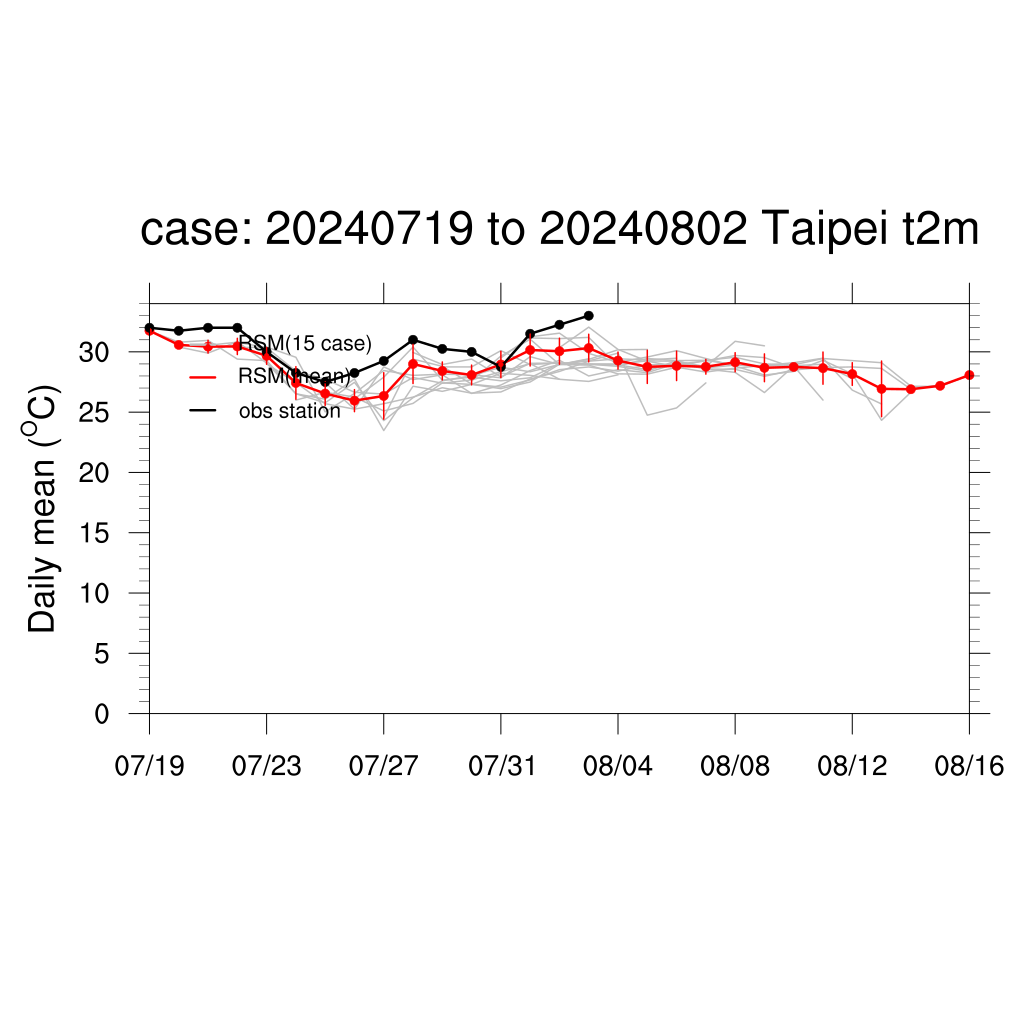 case: 20240719 to 20240802 Taipei t2m
Daily mean (°C)
30
25
20
15
10
5
0
RSM(15 case)
RSM(mean)
obs station
07/19 07/23 07/27 07/31 08/04 08/08 08/12 08/16